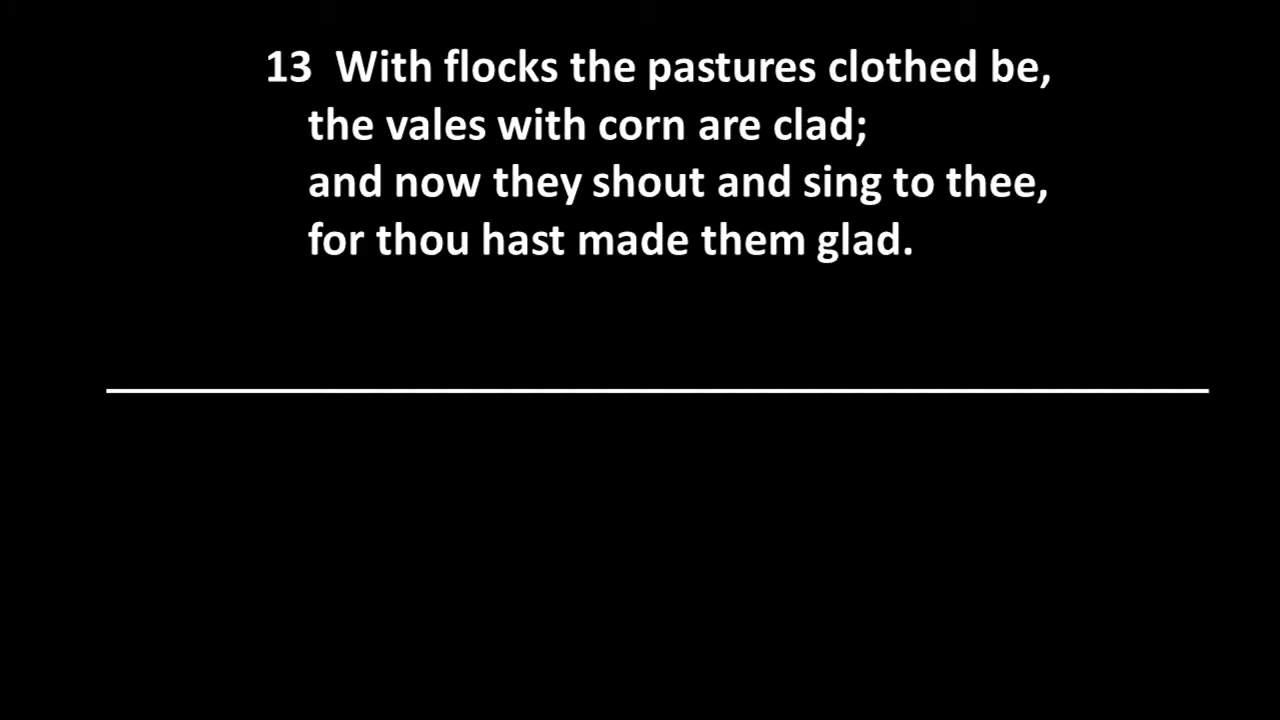 13 With flocks the pastures clothed be,
the vales with corn are clad;
and now they shout and sing to thee,
for thou hast made them glad.